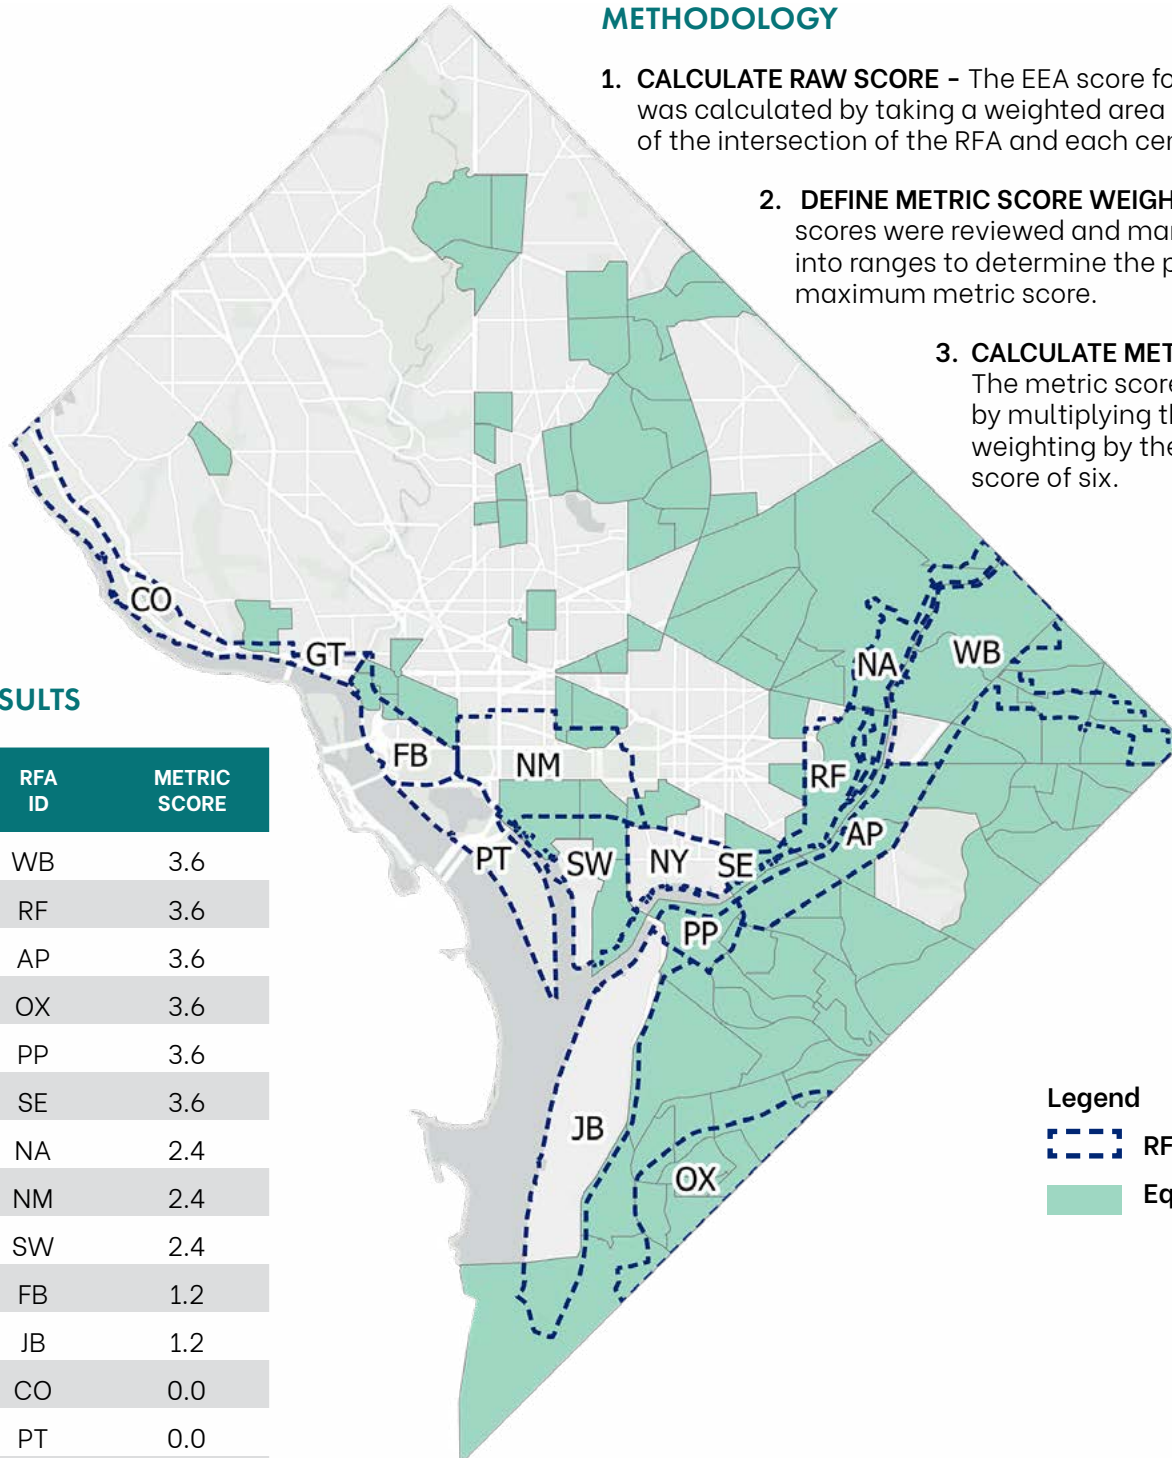 METHODOLOGY
1. CALCULATE RAW SCORE – The EEA score fo
was calculated by taking a weighted area
of the intersection of the RFA and each cen
2. DEFINE METRIC SCORE WEIGH
scores were reviewed and man
into ranges to determine the p
maximum metric score.
3. CALCULATE MET
The metric score
by multiplying th
weighting by the
score of six.
CO
GT
FB
NM
PT
SW
NY
SE
RF
NA
WB
AP
PP
JB
OX
SULTS
RFA ID METRIC SCORE
WB 3.6
RF 3.6
AP 3.6
OX 3.6
PP 3.6
SE 3.6
NA 2.4
NM 2.4
SW 2.4
FB 1.2
JB 1.2
CO 0.0
PT 0.0
Legend
RF
Eq